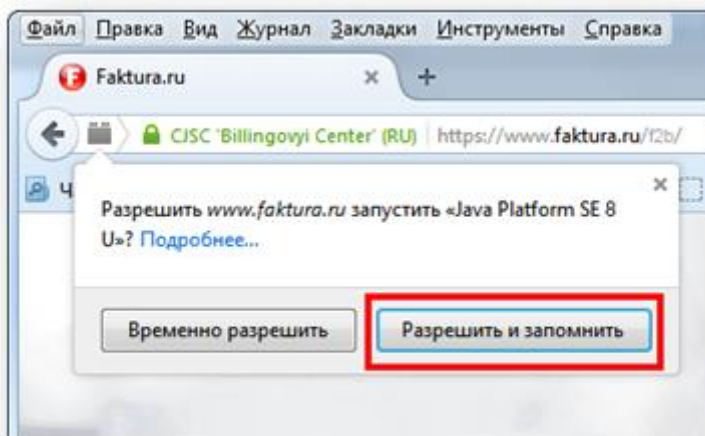 Файл Правка Вид Журнал Закладки Инструменты Справка
Faktura.ru
CJSC 'Billingovyi Center' (RU) https://www.faktura.ru/f2b/
Ч
Разрешить www.faktura.ru запустить «Java Platform SE 8
U»? Подробнее...
Временно разрешить Разрешить и запомнить